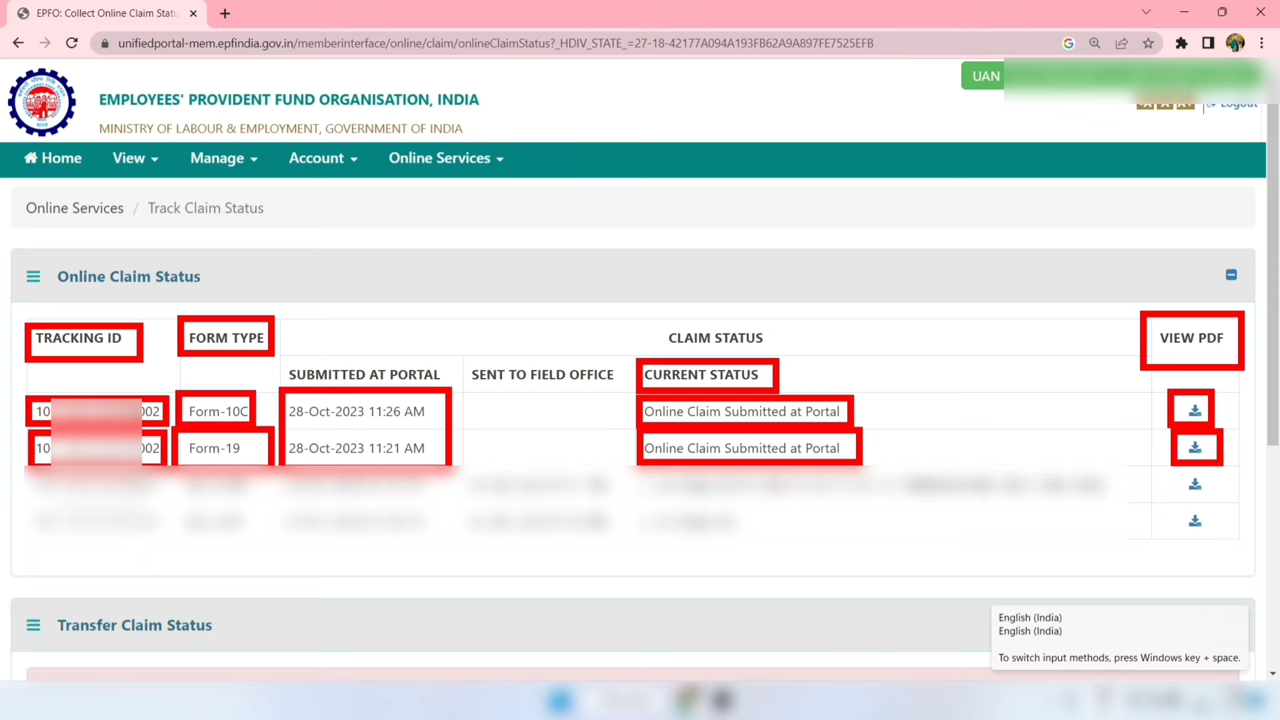 EPFO: Collect Online Claim Statu
unifiedportal-mem.epfindia.gov.in/memberinterface/online/claim/onlineClaimStatus?_HDIV_STATE_=27-18-42177A094A193FB62A9A897FE7525EFB
UAN
EMPLOYEES' PROVIDENT FUND ORGANISATION, INDIA
Logout
MINISTRY OF LABOUR & EMPLOYMENT, GOVERNMENT OF INDIA
Home View Manage Account Online Services
Online Services / Track Claim Status
Online Claim Status
TRACKING ID FORM TYPE CLAIM STATUS VIEW PDF
SUBMITTED AT PORTAL SENT TO FIELD OFFICE CURRENT STATUS
10 002 Form-10C 28-Oct-2023 11:26 AM Online Claim Submitted at Portal
10 002 Form-19 28-Oct-2023 11:21 AM Online Claim Submitted at Portal
Transfer Claim Status
English (India)
English (India)
To switch input methods, press Windows key + space.